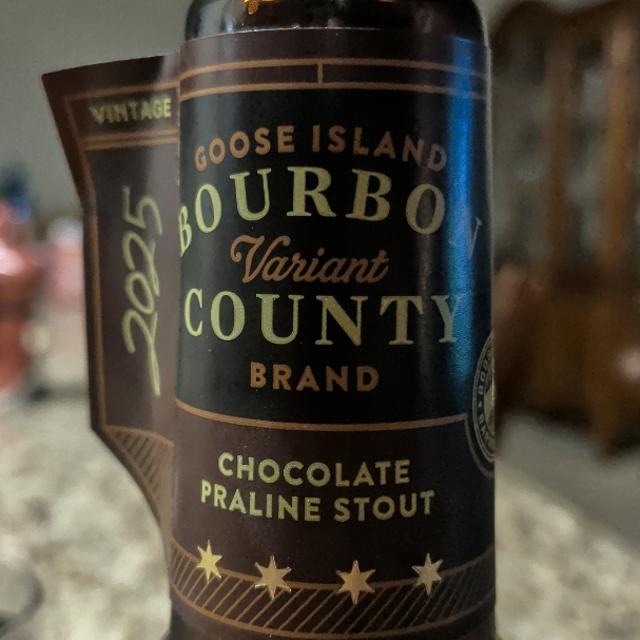 VINTAGE
2025
GOOSE ISLAND
BOURBON
Variant
COUNTY
BRAND
CHOCOLATE
PRALINE STOUT